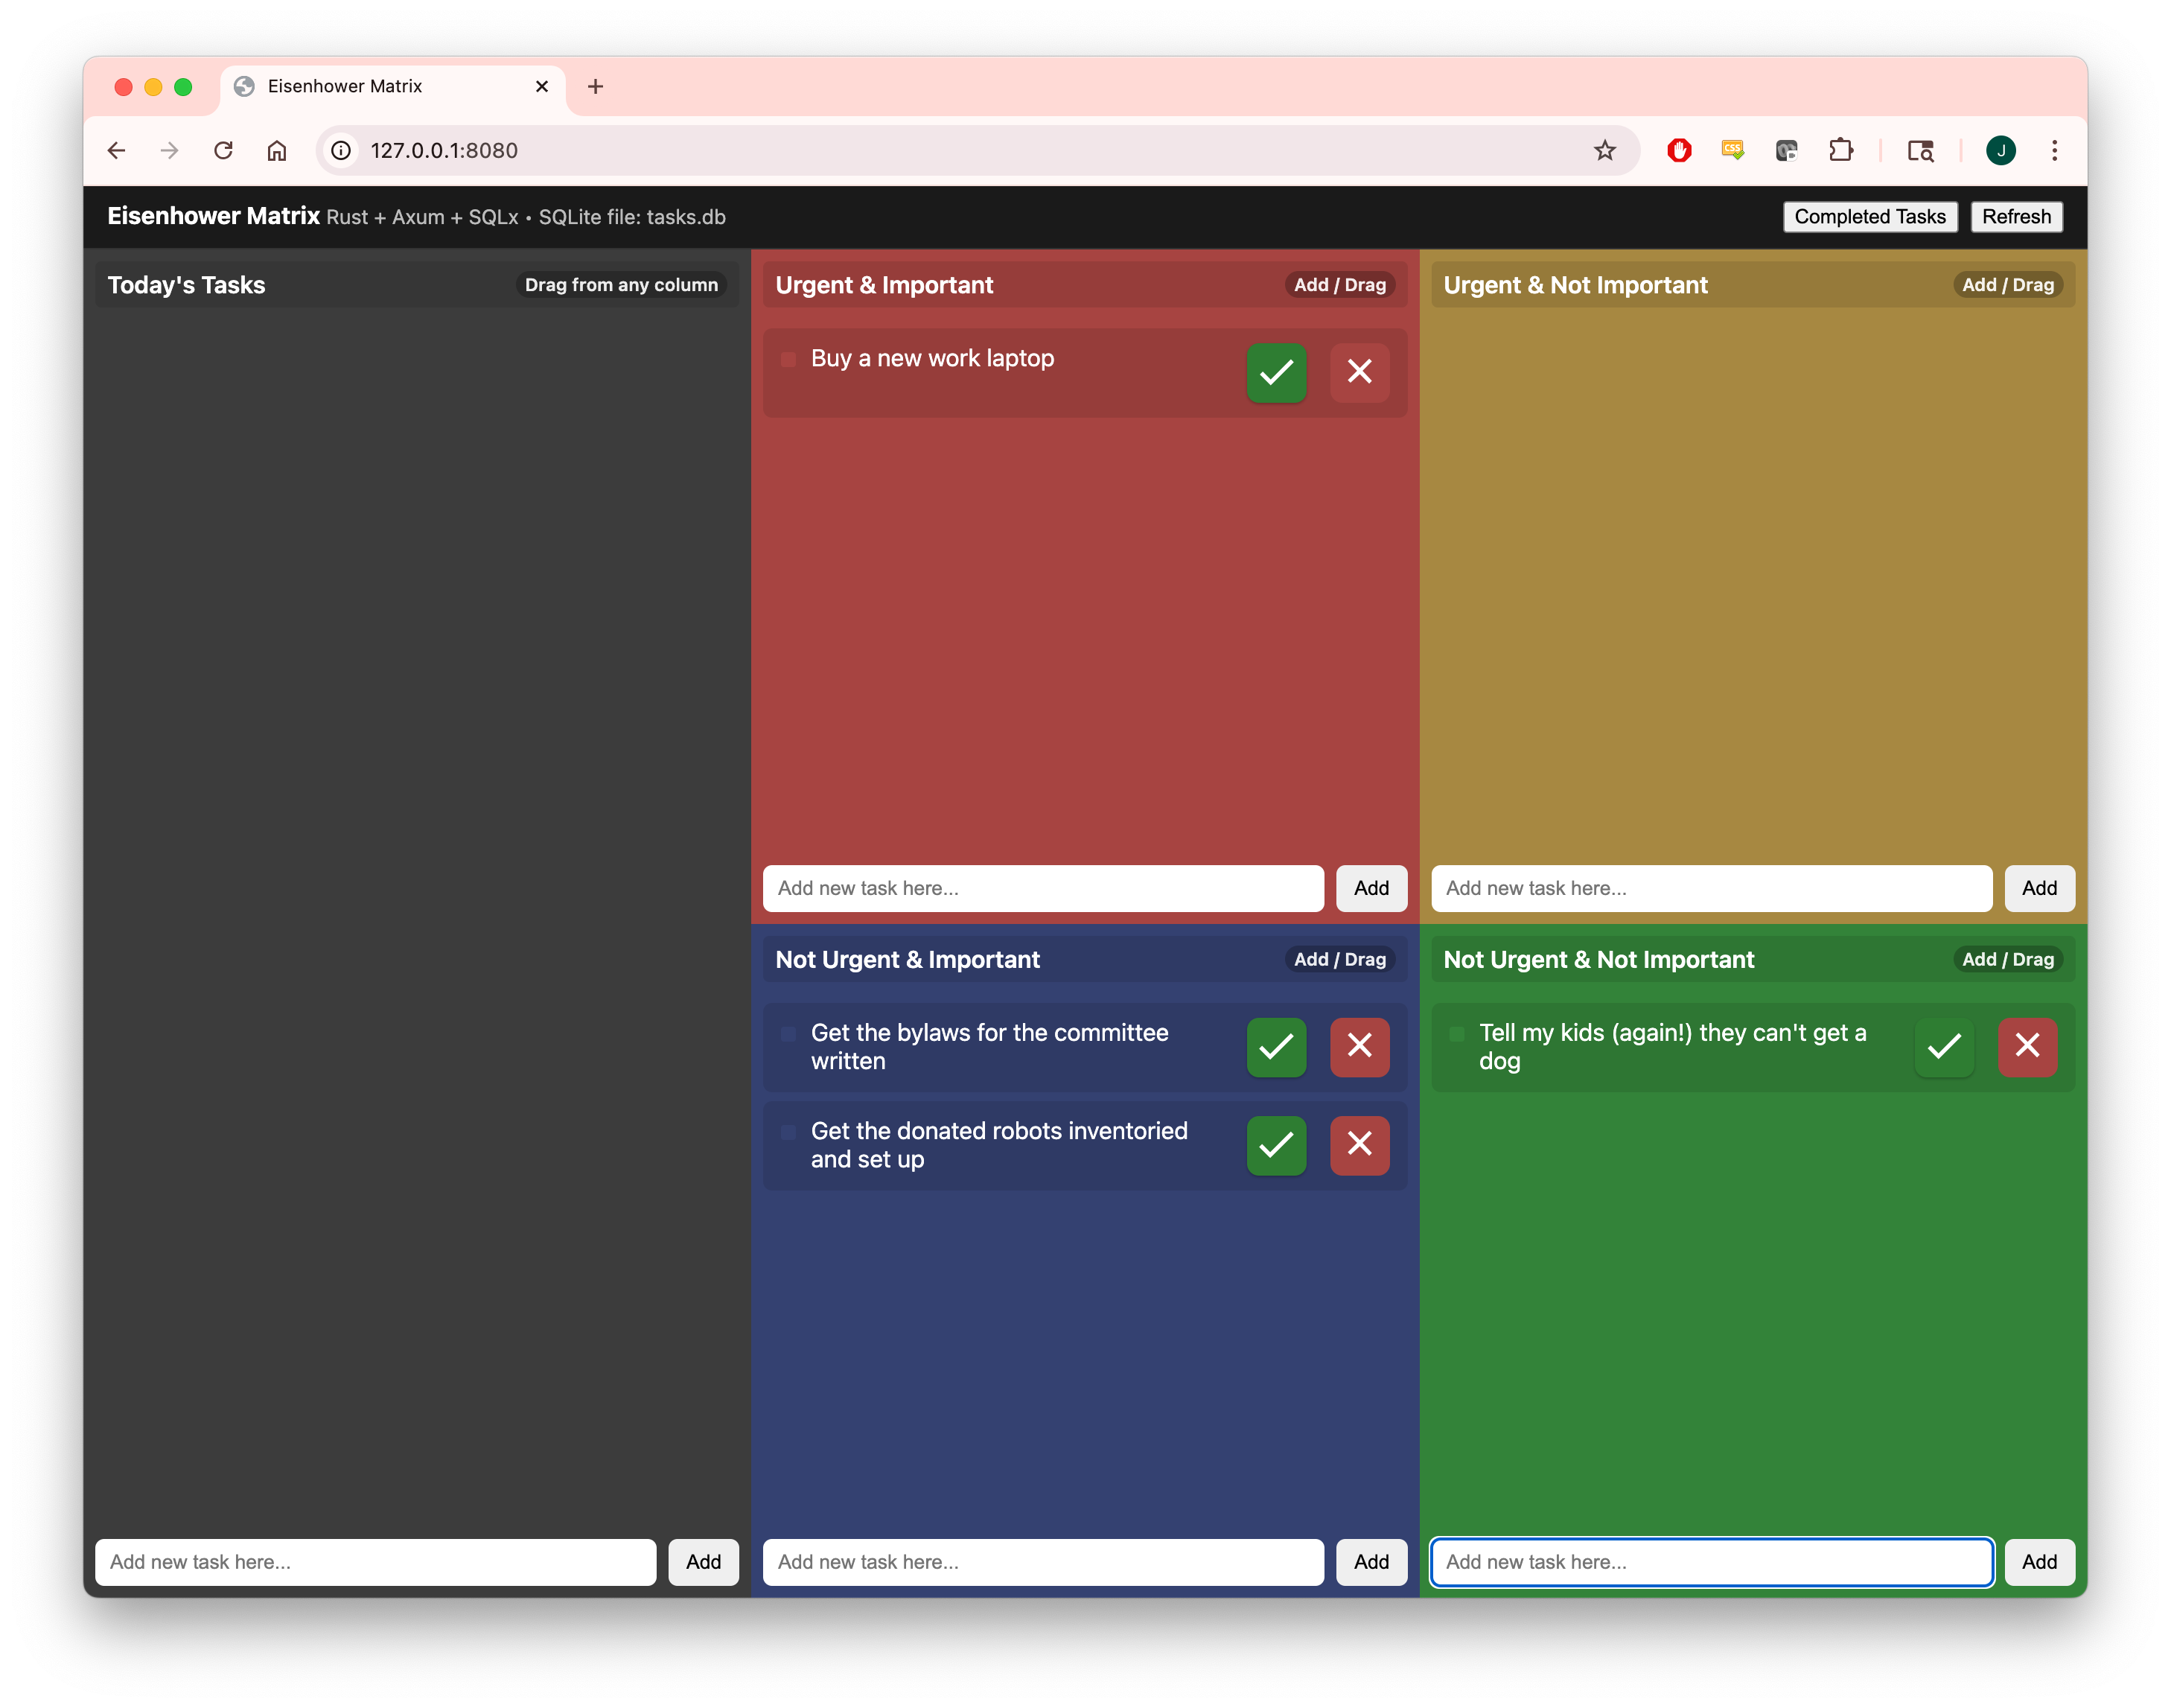 Eisenhower Matrix
127.0.0.1:8080
CSS
J
Eisenhower Matrix Rust + Axum + SQLx • SQLite file: tasks.db
Completed Tasks
Refresh
Today's Tasks
Drag from any column
Add new task here...
Add
Urgent & Important
Add / Drag
Buy a new work laptop
Add new task here...
Add
Urgent & Not Important
Add / Drag
Add new task here...
Add
Not Urgent & Important
Add / Drag
Get the bylaws for the committee
written
Get the donated robots inventoried
and set up
Add new task here...
Add
Not Urgent & Not Important
Add / Drag
Tell my kids (again!) they can't get a
dog
Add new task here...
Add